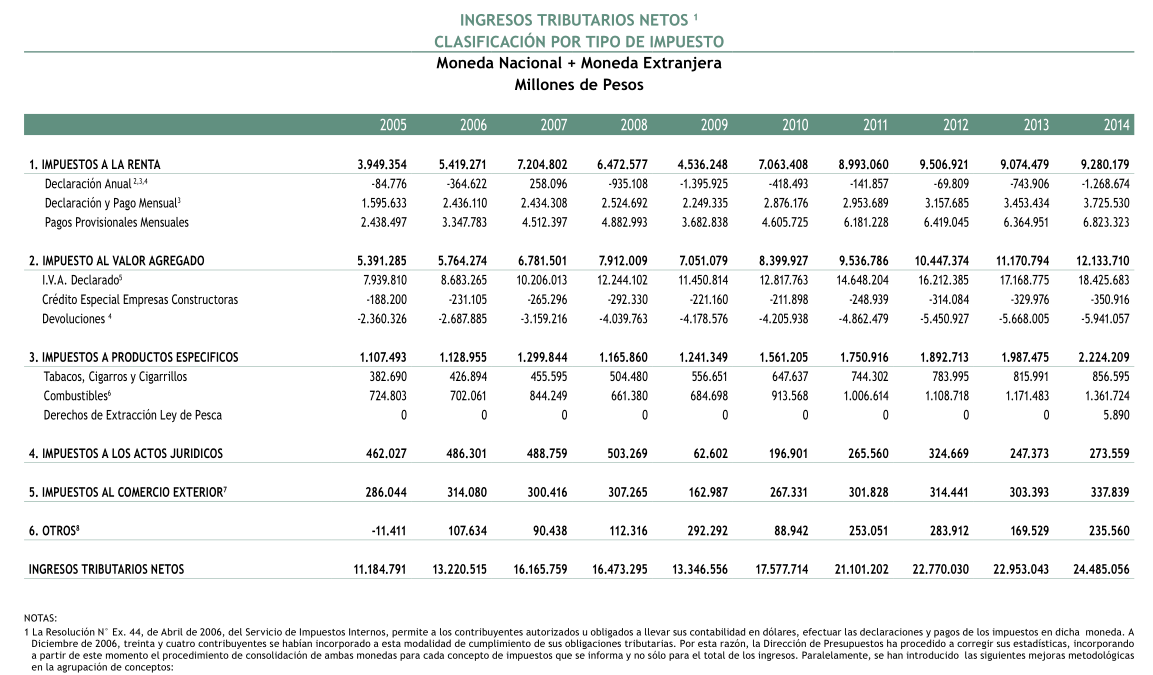 INGRESOS TRIBUTARIOS NETOS 1
CLASIFICACIÓN POR TIPO DE IMPUESTO
Moneda Nacional + Moneda Extranjera
Millones de Pesos
2005 2006 2007 2008 2009 2010 2011 2012 2013 2014
1. IMPUESTOS A LA RENTA 3.949.354 5.419.271 7.204.802 6.472.577 4.536.248 7.063.408 8.993.060 9.506.921 9.074.479 9.280.179
Declaración Anual 2,3,4 -84.776 -364.622 258.096 -935.108 -1.395.925 -418.493 -141.857 -69.809 -743.906 -1.268.674
Declaración y Pago Mensual3 1.595.633 2.436.110 2.434.308 2.524.692 2.249.335 2.876.176 2.953.689 3.157.685 3.453.434 3.725.530
Pagos Provisionales Mensuales 2.438.497 3.347.783 4.512.397 4.882.993 3.682.838 4.605.725 6.181.228 6.419.045 6.364.951 6.823.323
2. IMPUESTO AL VALOR AGREGADO 5.391.285 5.764.274 6.781.501 7.912.009 7.051.079 8.399.927 9.536.786 10.447.374 11.170.794 12.133.710
I.V.A. Declarado5 7.939.810 8.683.265 10.206.013 12.244.102 11.450.814 12.817.763 14.648.204 16.212.385 17.168.775 18.425.683
Crédito Especial Empresas Constructoras -188.200 -231.105 -265.296 -292.330 -221.160 -211.898 -248.939 -314.084 -329.976 -350.916
Devoluciones 4 -2.360.326 -2.687.885 -3.159.216 -4.039.763 -4.178.576 -4.205.938 -4.862.479 -5.450.927 -5.668.005 -5.941.057
3. IMPUESTOS A PRODUCTOS ESPECIFICOS 1.107.493 1.128.955 1.299.844 1.165.860 1.241.349 1.561.205 1.750.916 1.892.713 1.987.475 2.224.209
Tabacos, Cigarros y Cigarrillos 382.690 426.894 455.595 504.480 556.651 647.637 744.302 783.995 815.991 856.595
Combustibles6 724.803 702.061 844.249 661.380 684.698 913.568 1.006.614 1.108.718 1.171.483 1.361.724
Derechos de Extracción Ley de Pesca 0 0 0 0 0 0 0 0 0 5.890
4. IMPUESTOS A LOS ACTOS JURIDICOS 462.027 486.301 488.759 503.269 62.602 196.901 265.560 324.669 247.373 273.559
5. IMPUESTOS AL COMERCIO EXTERIOR7 286.044 314.080 300.416 307.265 162.987 267.331 301.828 314.441 303.393 337.839
6. OTROS8 -11.411 107.634 90.438 112.316 292.292 88.942 253.051 283.912 169.529 235.560
INGRESOS TRIBUTARIOS NETOS 11.184.791 13.220.515 16.165.759 16.473.295 13.346.556 17.577.714 21.101.202 22.770.030 22.953.043 24.485.056
NOTAS:
1 La Resolución N° Ex. 44, de Abril de 2006, del Servicio de Impuestos Internos, permite a los contribuyentes autorizados u obligados a llevar sus contabilidad en dólares, efectuar las declaraciones y pagos de los impuestos en dicha moneda. A
Diciembre de 2006, treinta y cuatro contribuyentes se habían incorporado a esta modalidad de cumplimiento de sus obligaciones tributarias. Por esta razón, la Dirección de Presupuestos ha procedido a corregir sus estadísticas, incorporando
a partir de este momento el procedimiento de consolidación de ambas monedas para cada concepto de impuestos que se informa y no sólo para el total de los ingresos. Paralelamente, se han introducido las siguientes mejoras metodológicas
en la agrupación de conceptos: